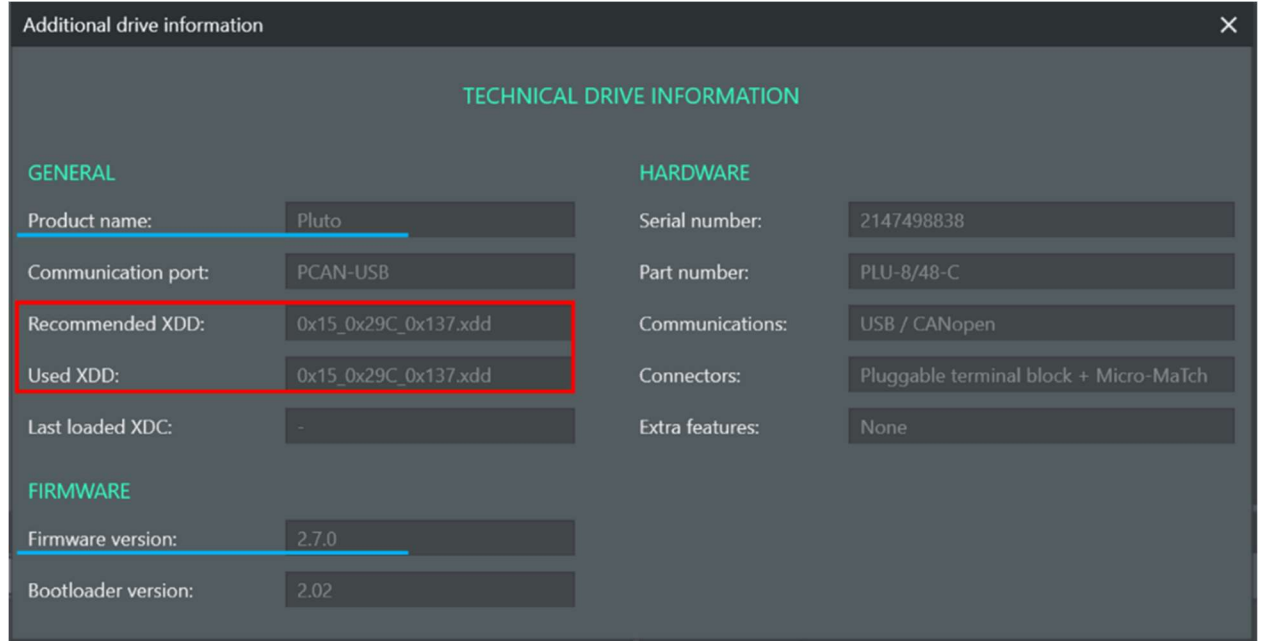 Additional drive information
TECHNICAL DRIVE INFORMATION
GENERAL
Product name: Pluto
Communication port: PCAN-USB
Recommended XDD: 0x15_0x29C_0x137.xdd
Used XDD: 0x15_0x29C_0x137.xdd
Last loaded XDC: -
FIRMWARE
Firmware version: 2.7.0
Bootloader version: 2.02
HARDWARE
Serial number: 2147498838
Part number: PLU-8/48-C
Communications: USB / CANopen
Connectors: Pluggable terminal block + Micro-MaTch
Extra features: None